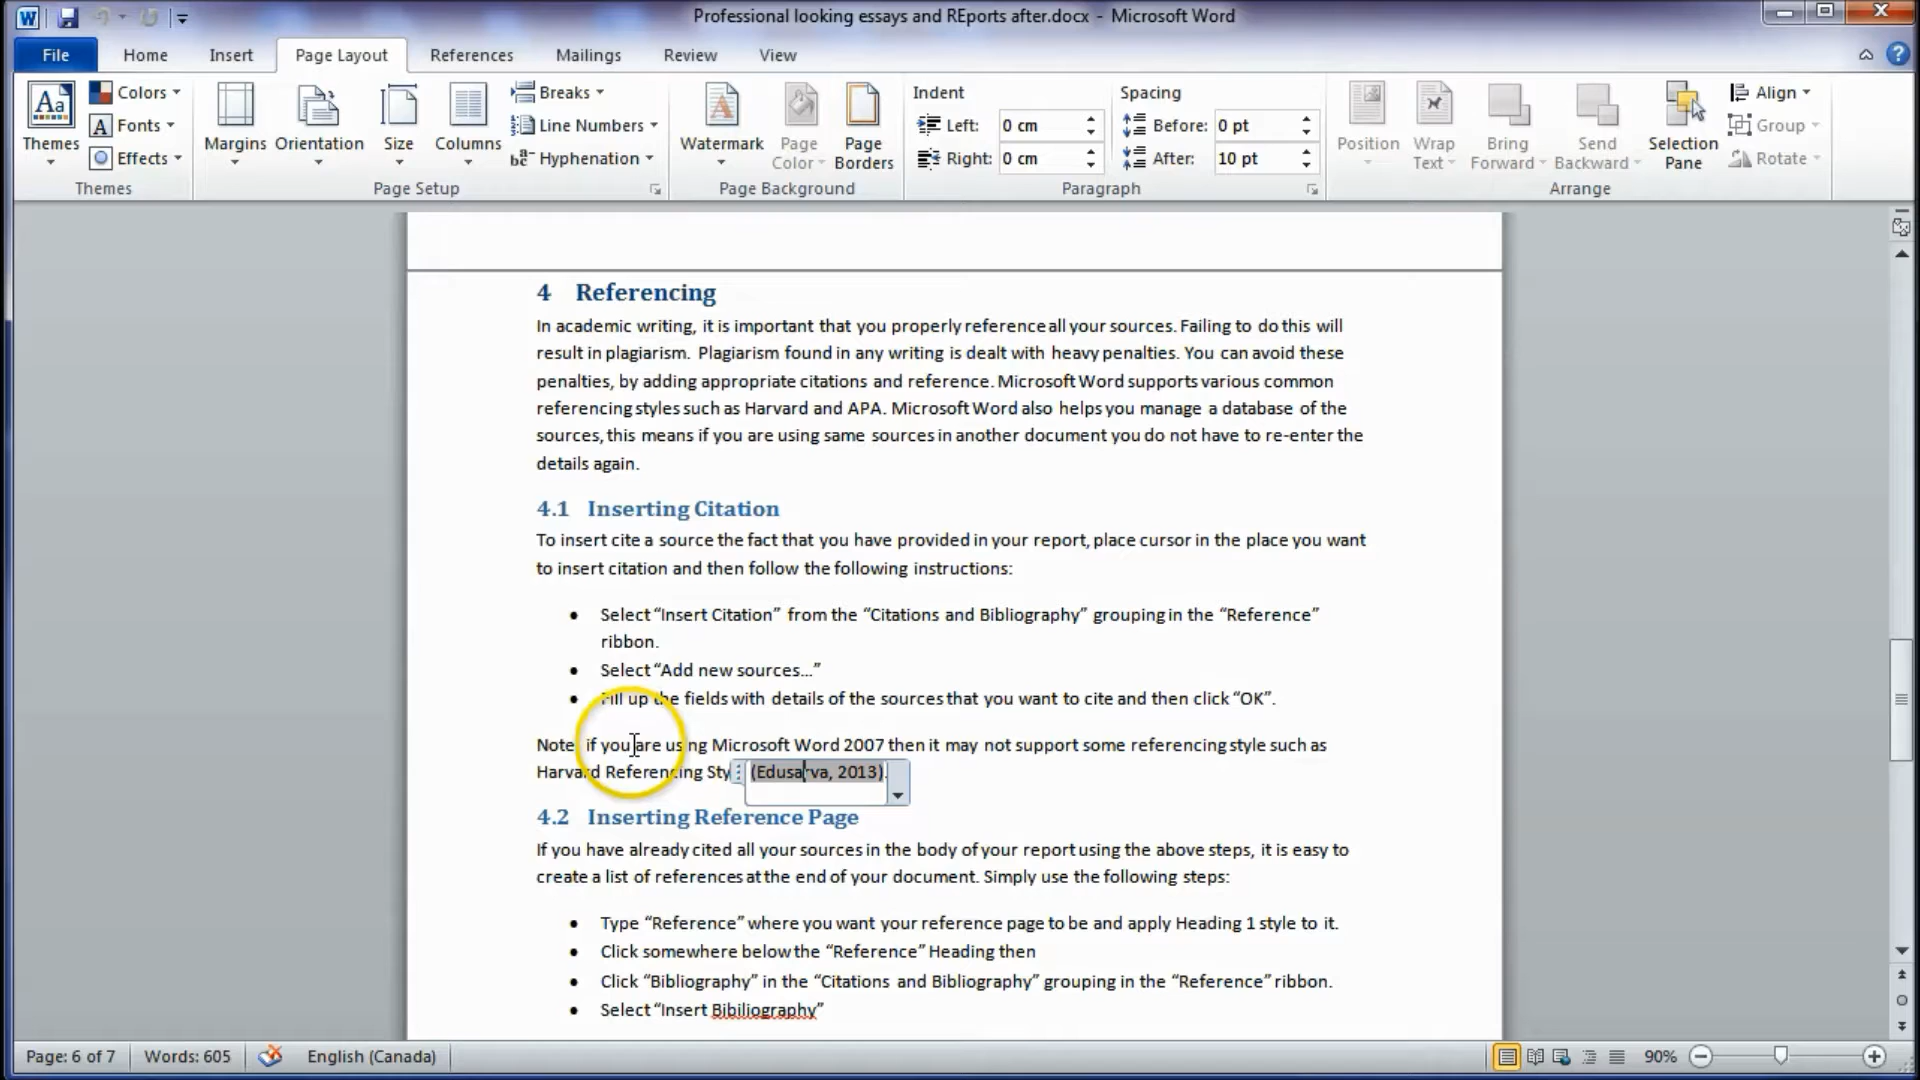 Professional looking essays and REports after.docx - Microsoft Word
File Home Insert Page Layout References Mailings Review View
Themes
Colors
Fonts
Effects
Themes
Margins
Orientation
Size
Columns
Breaks
Line Numbers
Hyphenation
Page Setup
Watermark
Page Color
Page Borders
Page Background
Indent
Left: 0 cm
Right: 0 cm
Spacing
Before: 0 pt
After: 10 pt
Paragraph
Position
Wrap Text
Bring Forward
Send Backward
Selection Pane
Align
Group
Rotate
Arrange
4 Referencing
In academic writing, it is important that you properly reference all your sources. Failing to do this will
result in plagiarism. Plagiarism found in any writing is dealt with heavy penalties. You can avoid these
penalties, by adding appropriate citations and reference. Microsoft Word supports various common
referencing styles such as Harvard and APA. Microsoft Word also helps you manage a database of the
sources, this means if you are using same sources in another document you do not have to re-enter the
details again.
4.1 Inserting Citation
To insert cite a source the fact that you have provided in your report, place cursor in the place you want
to insert citation and then follow the following instructions:
• Select “Insert Citation” from the “Citations and Bibliography” grouping in the “Reference”
ribbon.
• Select “Add new sources…”
• Fill up the fields with details of the sources that you want to cite and then click “OK”.
Note: if you are using Microsoft Word 2007 then it may not support some referencing style such as
Harvard Referencing Sty (Edusarva, 2013).
4.2 Inserting Reference Page
If you have already cited all your sources in the body of your report using the above steps, it is easy to
create a list of references at the end of your document. Simply use the following steps:
• Type “Reference” where you want your reference page to be and apply Heading 1 style to it.
• Click somewhere below the “Reference” Heading then
• Click “Bibliography” in the “Citations and Bibliography” grouping in the “Reference” ribbon.
• Select “Insert Bibiliography”
Page: 6 of 7 Words: 605 English (Canada) 90%